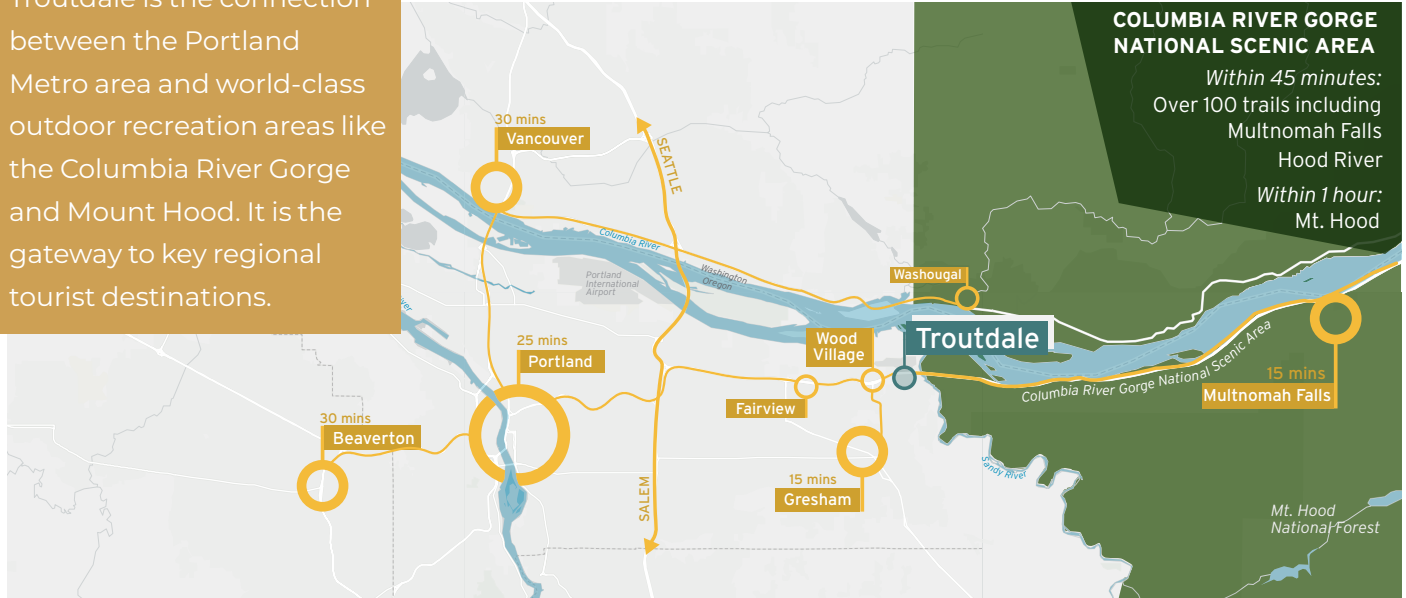 Troutdale is the connection
between the Portland
Metro area and world-class
outdoor recreation areas like
the Columbia River Gorge
and Mount Hood. It is the
gateway to key regional
tourist destinations.
COLUMBIA RIVER GORGE
NATIONAL SCENIC AREA
Within 45 minutes:
Over 100 trails including
Multnomah Falls
Hood River
Within 1 hour:
Mt. Hood
30 mins
Vancouver
SEATTLE
Columbia River
Washington
Oregon
Portland
International
Airport
Washougal
Troutdale
Wood
Village
Fairview
25 mins
Portland
30 mins
Beaverton
15 mins
Gresham
SALEM
Columbia River Gorge National Scenic Area
15 mins
Multnomah Falls
Sandy River
Mt. Hood
National Forest